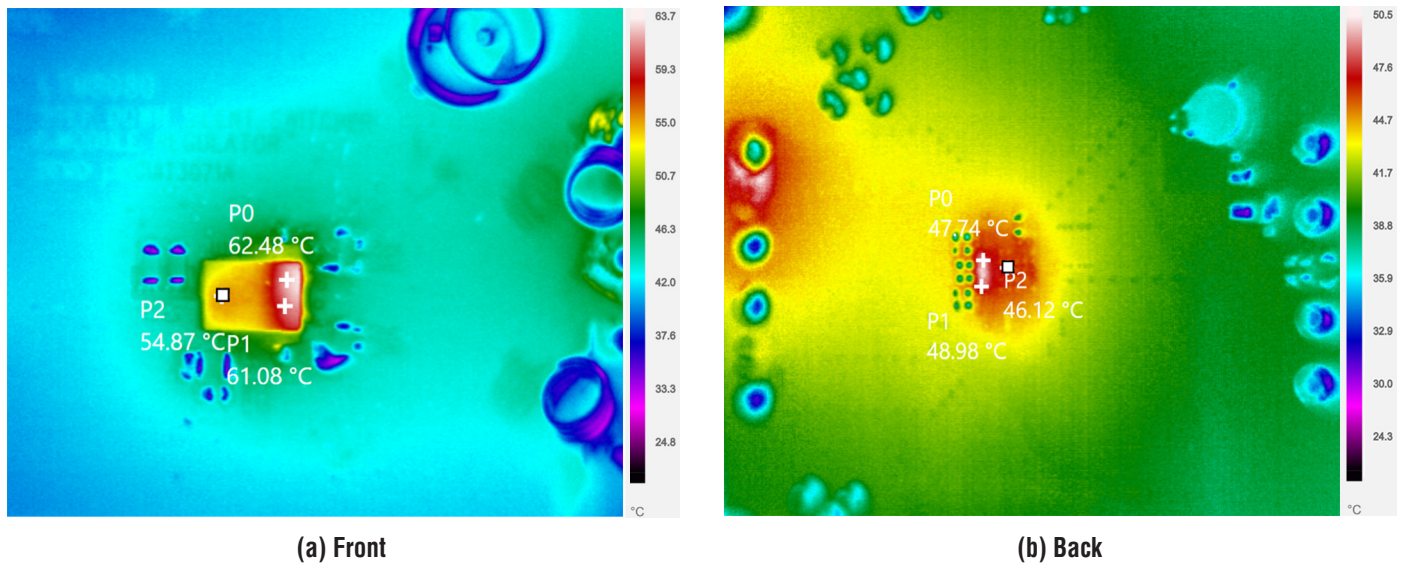 63.7
59.3
55.0
50.7
46.3
42.0
37.6
33.3
24.8
°C
P0
62.48 °C
P2
54.87 °C
P1
61.08 °C
(a) Front
50.5
47.6
44.7
41.7
38.8
35.9
32.9
30.0
24.3
°C
P0
47.74 °C
P2
46.12 °C
P1
48.98 °C
(b) Back